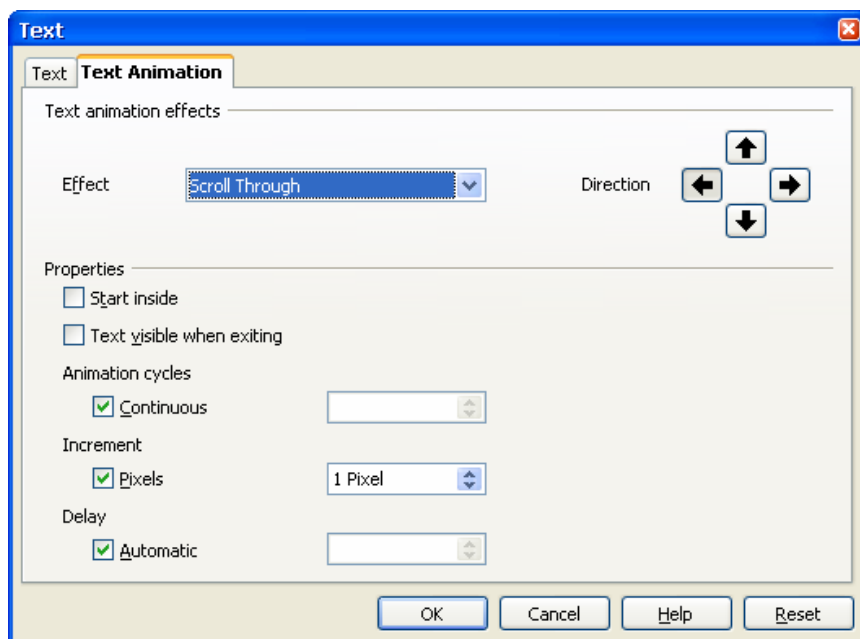 Text
Text Text Animation
Text animation effects
Effect Scroll Through Direction
Properties
Start inside
Text visible when exiting
Animation cycles
Continuous
Increment
Pixels 1 Pixel
Delay
Automatic
OK Cancel Help Reset